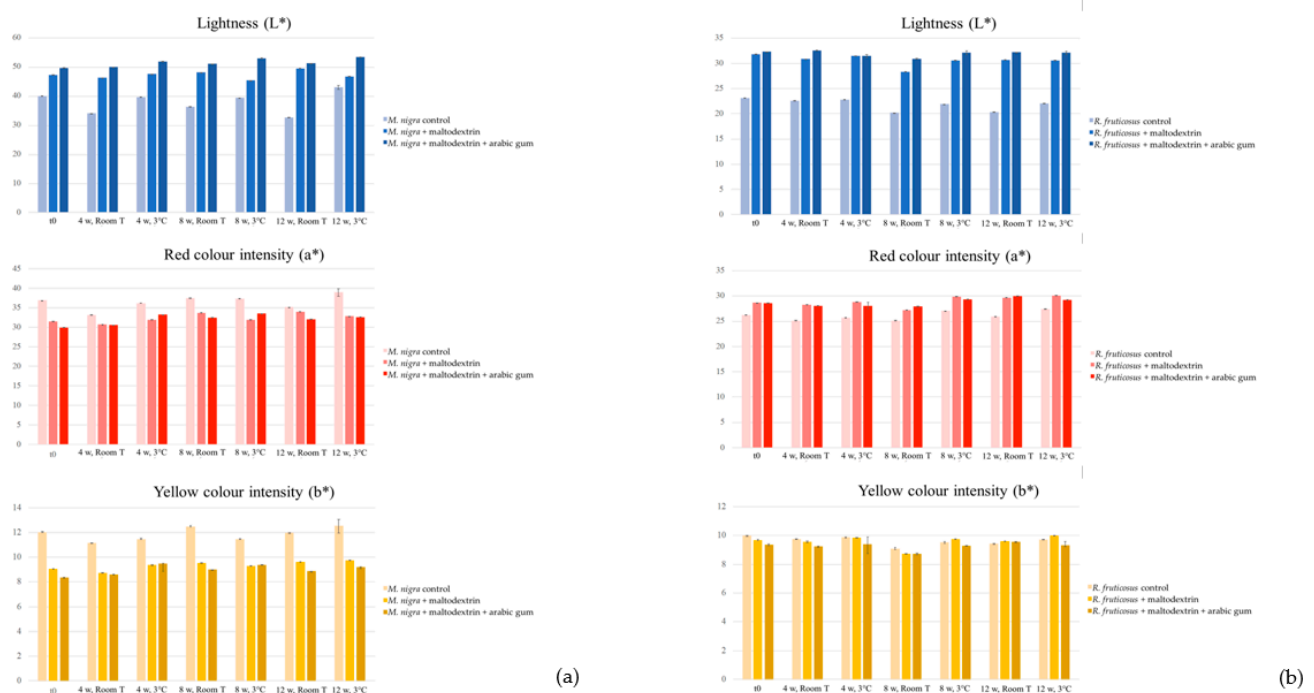 Lightness (L*)
60
50
40
30
20
10
0
t0 4 w, Room T 4 w, 3°C 8 w, Room T 8 w, 3°C 12 w, Room T 12 w, 3°C
M. nigra control
M. nigra + maltodextrin
M. nigra + maltodextrin + arabic gum
Red colour intensity (a*)
45
40
35
30
25
20
15
10
5
0
t0 4 w, Room T 4 w, 3°C 8 w, Room T 8 w, 3°C 12 w, Room T 12 w, 3°C
M. nigra control
M. nigra + maltodextrin
M. nigra + maltodextrin + arabic gum
Yellow colour intensity (b*)
14
12
10
8
6
4
2
0
t0 4 w, Room T 4 w, 3°C 8 w, Room T 8 w, 3°C 12 w, Room T 12 w, 3°C
M. nigra control
M. nigra + maltodextrin
M. nigra + maltodextrin + arabic gum
(a)
Lightness (L*)
35
30
25
20
15
10
5
0
t0 4 w, Room T 4 w, 3°C 8 w, Room T 8 w, 3°C 12 w, Room T 12 w, 3°C
R. fruticosus control
R. fruticosus + maltodextrin
R. fruticosus + maltodextrin + arabic gum
Red colour intensity (a*)
35
30
25
20
15
10
5
0
t0 4 w, Room T 4 w, 3°C 8 w, Room T 8 w, 3°C 12 w, Room T 12 w, 3°C
R. fruticosus control
R. fruticosus + maltodextrin
R. fruticosus + maltodextrin + arabic gum
Yellow colour intensity (b*)
12
10
8
6
4
2
0
t0 4 w, Room T 4 w, 3°C 8 w, Room T 8 w, 3°C 12 w, Room T 12 w, 3°C
R. fruticosus control
R. fruticosus + maltodextrin
R. fruticosus + maltodextrin + arabic gum
(b)